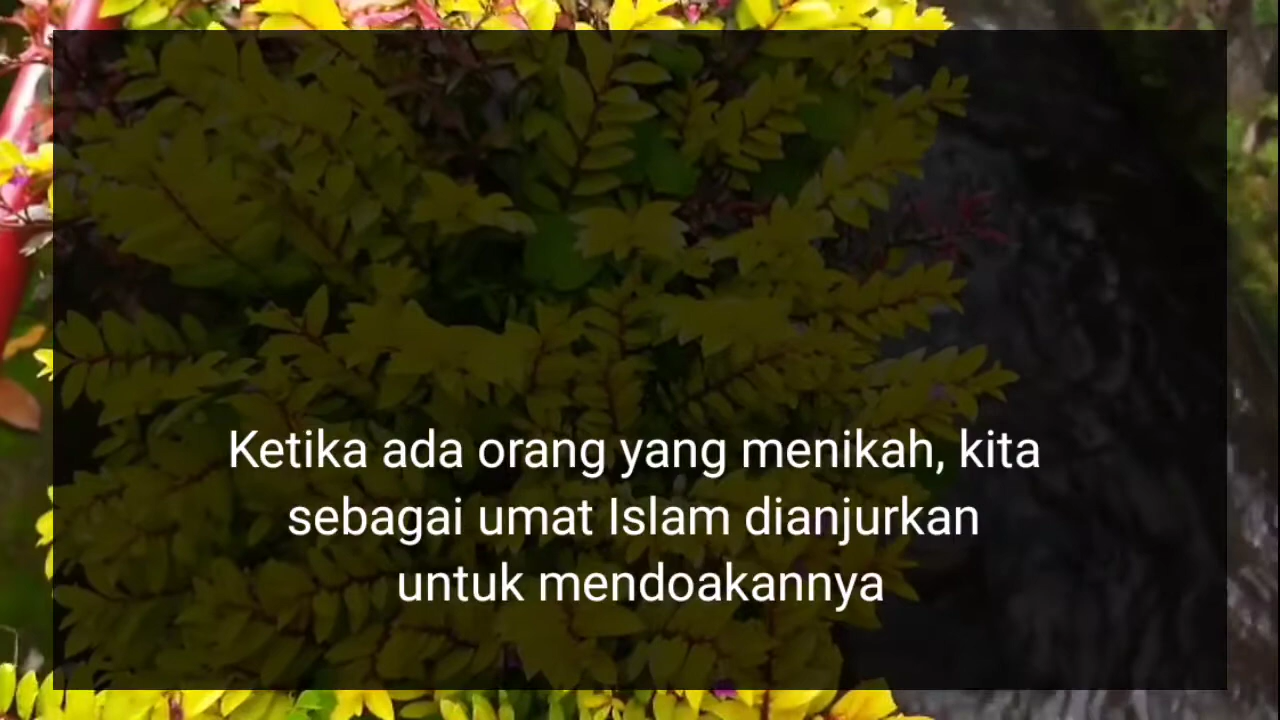 Ketika ada orang yang menikah, kita
sebagai umat Islam dianjurkan
untuk mendoakannya